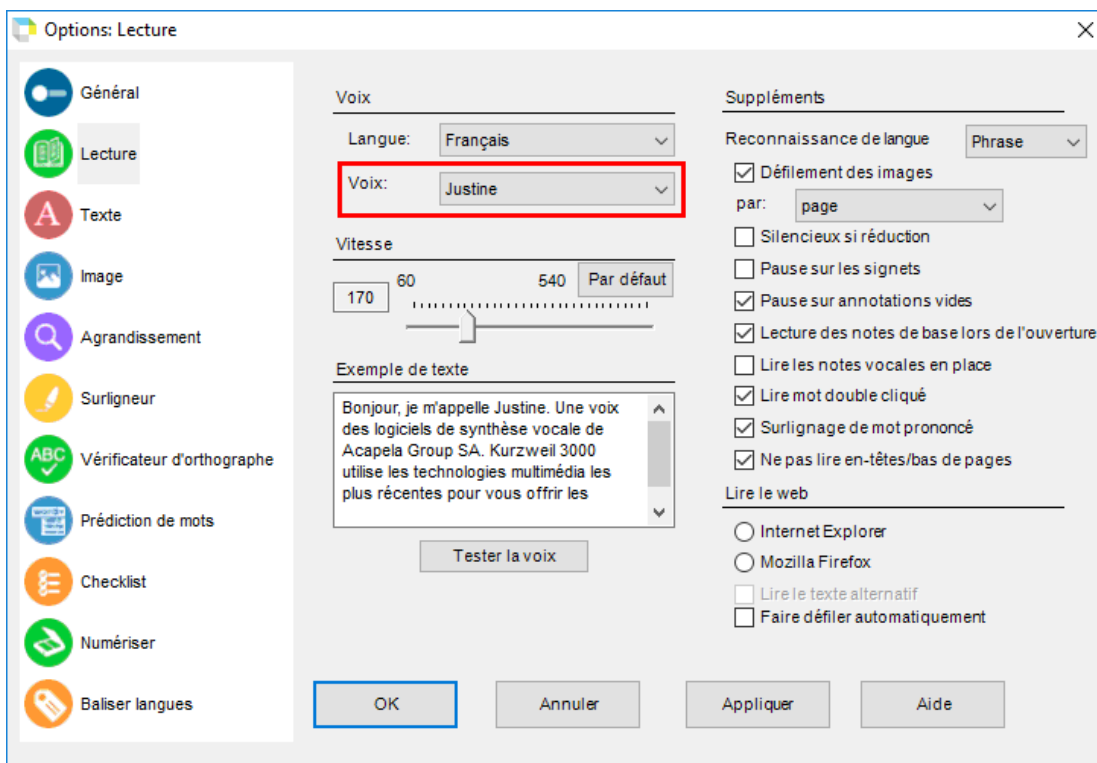 Options: Lecture
Général
Lecture
Texte
Image
Agrandissement
Surligneur
ABC
Vérificateur d'orthographe
Prédiction de mots
Checklist
Numériser
Baliser langues
Voix
Langue: Français
Voix: Justine
Vitesse
170
60 540 Par défaut
Exemple de texte
Bonjour, je m'appelle Justine. Une voix
des logiciels de synthèse vocale de
Acapela Group SA. Kurzweil 3000
utilise les technologies multimédia les
plus récentes pour vous offrir les
Tester la voix
Suppléments
Reconnaissance de langue Phrase
Défilement des images
par: page
Silencieux si réduction
Pause sur les signets
Pause sur annotations vides
Lecture des notes de base lors de l'ouverture
Lire les notes vocales en place
Lire mot double cliqué
Surlignage de mot prononcé
Ne pas lire en-têtes/bas de pages
Lire le web
Internet Explorer
Mozilla Firefox
Lire le texte alternatif
Faire défiler automatiquement
OK Annuler Appliquer Aide